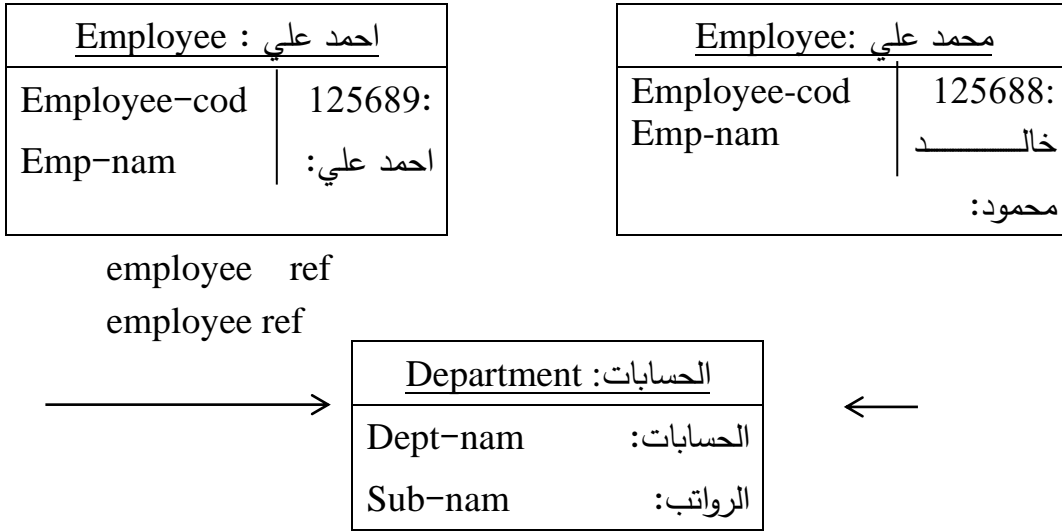 Employee : احمد علي
Employee-cod 125689:
Emp-nam احمد علي:
Employee: محمد علي
Employee-cod 125688:
Emp-nam خالـــــــــد
محمود:
employee ref
employee ref
Department :الحسابات
Dept-nam الحسابات:
Sub-nam الرواتب: